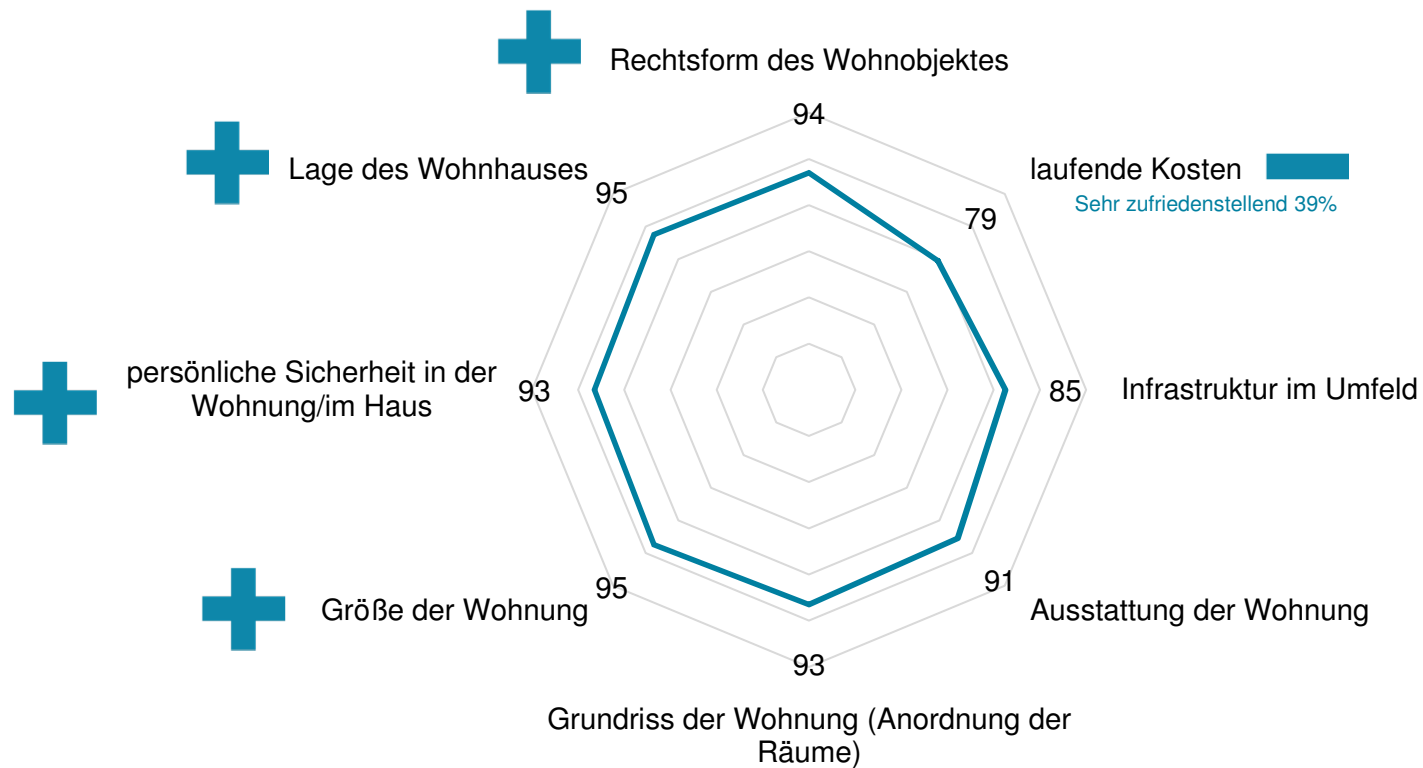 Rechtsform des Wohnobjektes
94
laufende Kosten
Sehr zufriedenstellend 39%
79
Lage des Wohnhauses
95
persönliche Sicherheit in der
Wohnung/im Haus
93
85
Infrastruktur im Umfeld
Größe der Wohnung
95
91
Ausstattung der Wohnung
93
Grundriss der Wohnung (Anordnung der
Räume)